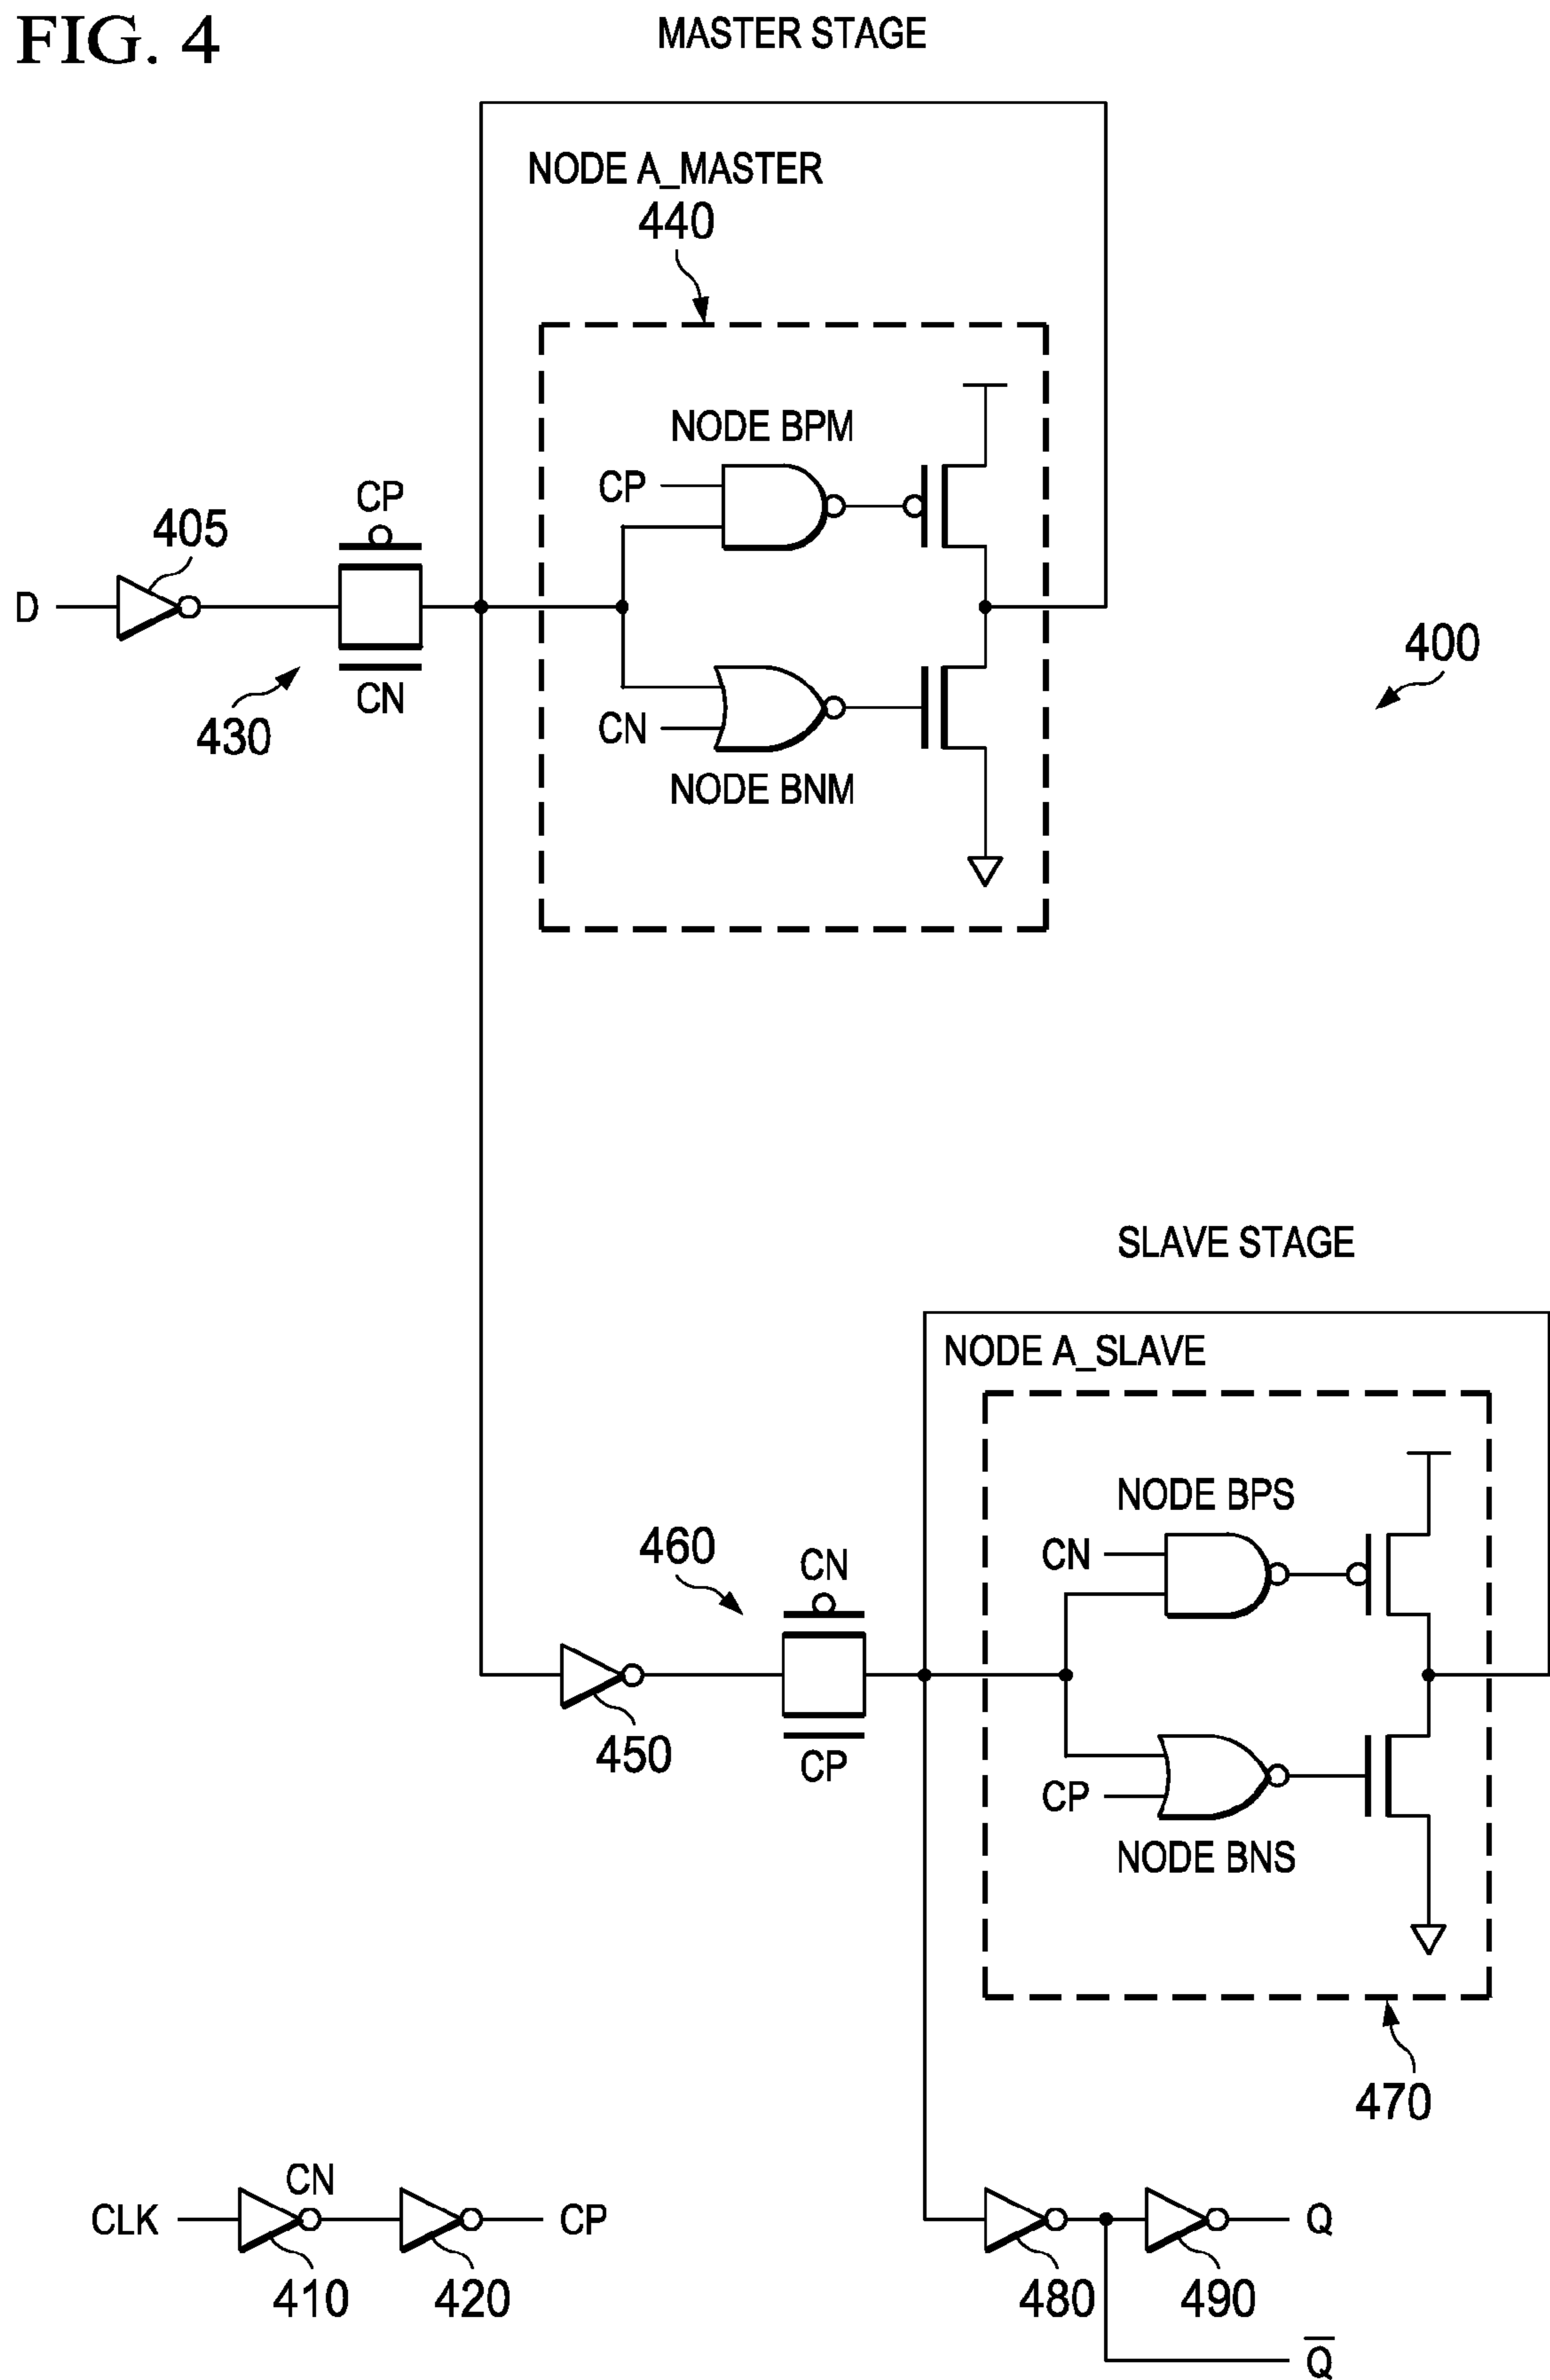 FIG. 4
MASTER STAGE
NODE A_MASTER
440
NODE BPM
CP
CP
405
D
400
CN
CN
430
NODE BNM
SLAVE STAGE
NODE A_SLAVE
NODE BPS
460
CN
CN
450
CP
CP
NODE BNS
470
CN
CLK
CP
Q
410
420
480
490
Q̅